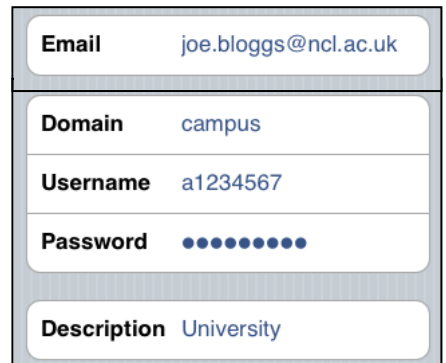 Email joe.bloggs@ncl.ac.uk
Domain campus
Username a1234567
Password ●●●●●●●●●
Description University